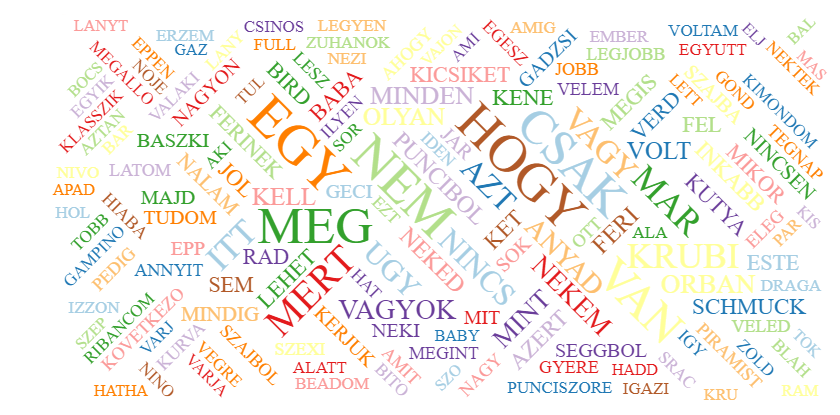 LANYT
ERZEM
CSINOS
LEGYEN
AMIG
EMBER
VOLTAM
ELJ
BAL
MEGALLO
EPPEN
GAZ
LANY
FULL
ZUHANOK
AHOGY
VAJON
AMI
EGESZ
GADZSI
LEGJOBB
EGYUTT
NEKTEK
MAS
BOCS
NOJE
NEZI
JOBB
EGYIK
VALAKI
NAGYON
TUL
BIRD
LESZ
BABA
KICSIKET
VELEM
MEGIS
LETT
SZAJBA
GOND
KIMONDOM
KLASSZIK
AZTAN
BAR
ILYEN
MINDEN
KENE
VERD
FEL
TEGNAP
BASZKI
FERINEK
SOR
OLYAN
HOGY
CSAK
VAGY
VOLT
INKABB
MIKOR
NINCSEN
AKI
EGY
IDEN
JAR
NIVO
LATOM
NALAM
JOL
NEM
PUNCIBOL
AZT
MAR
KUTYA
APAD
HIABA
MAJD
KELL
GECI
EZT
KIS
HOL
TOBB
TUDOM
MEG
KET
OTT
FERI
ALA
ELEG
PAR
GAMPINO
PEDIG
EPP
ITT
RAD
UGY
NEKED
NINCS
SOK
ANYAD
KRUBI
ESTE
ANNYIT
SEM
LEHET
MERT
HAT
NEKEM
VAN
ORBAN
DRAGA
IZZON
RIBANCOM
KOVETKEZO
MINDIG
VAGYOK
MIT
MINT
SCHMUCK
SZEP
VARJ
KURVA
SZAJBOL
KERJUK
NEKI
BABY
AZERT
VELED
TOK
VEGRE
SZEXI
AMIT
MEGINT
SEGGBOL
IGY
PIRAMIST
ZOLD
BLAH
NINO
VARJA
ALATT
BITO
SZO
NAGY
GYERE
HADD
SRAC
HATHA
BEADOM
PUNCISZORE
IGAZI
KRU
RAM